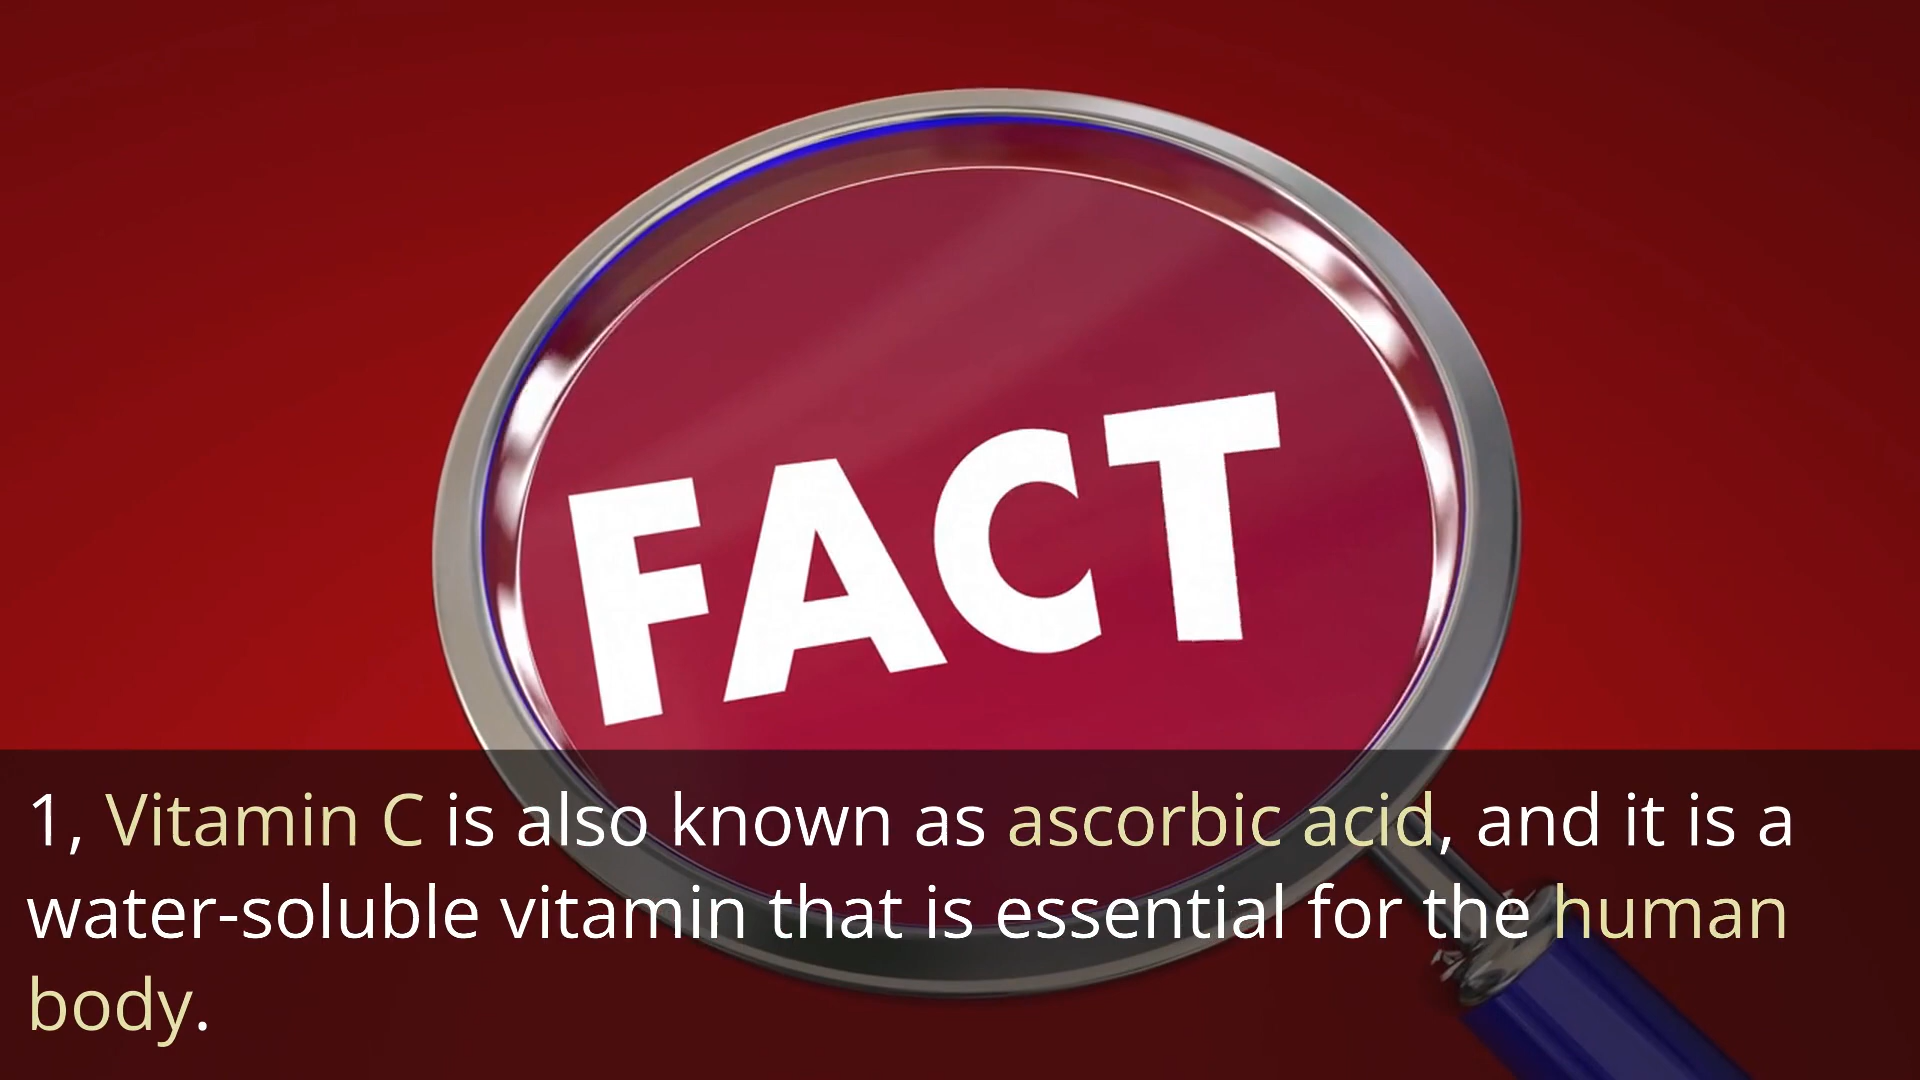 FACT
1, Vitamin C is also known as ascorbic acid, and it is a
water-soluble vitamin that is essential for the human
body.